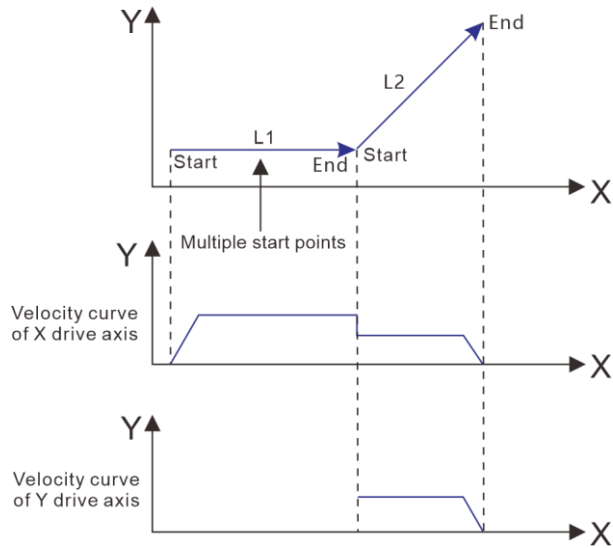 Y
End
L2
L1
Start
End
Start
X
Multiple start points
Y
Velocity curve
of X drive axis
X
Y
Velocity curve
of Y drive axis
X